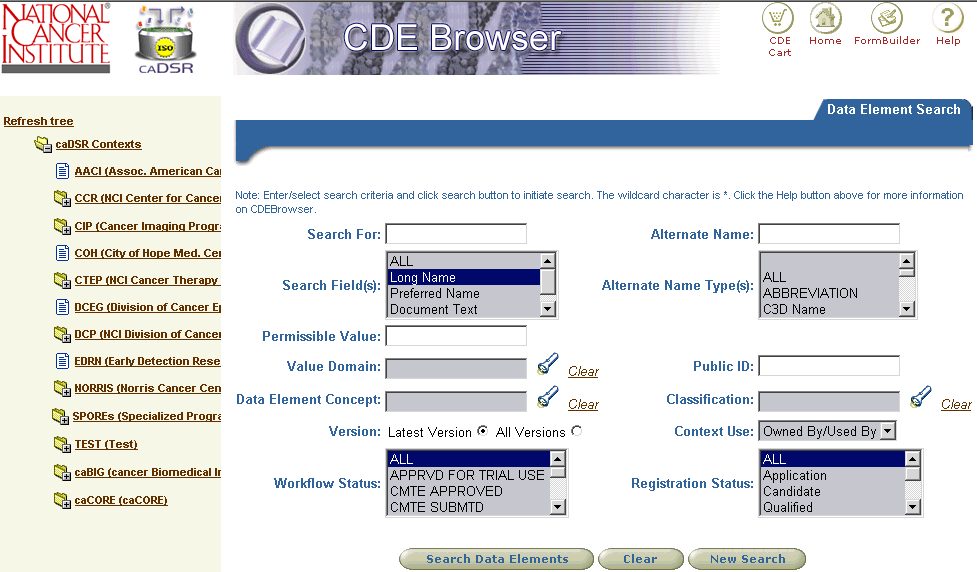 NATIONAL
CANCER
INSTITUTE
ISO
caDSR
CDE Browser
CDE
Cart
Home
FormBuilder
?
Help
Refresh tree
caDSR Contexts
AACI (Assoc. American Ca
CCR (NCI Center for Cancer
CIP (Cancer Imaging Progra
COH (City of Hope Med. Cen
CTEP (NCI Cancer Therapy
DCEG (Division of Cancer Ep
DCP (NCI Division of Cancer
EDRN (Early Detection Rese
NORRIS (Norris Cancer Cen
SPOREs (Specialized Progra
TEST (Test)
caBIG (cancer Biomedical In
caCORE (caCORE)
Data Element Search
Note: Enter/select search criteria and click search button to initiate search. The wildcard character is *. Click the Help button above for more information
on CDEBrowser.
Search For:
Alternate Name:
Search Field(s):
ALL
Long Name
Preferred Name
Document Text
Alternate Name Type(s):
ALL
ABBREVIATION
C3D Name
Permissible Value:
Value Domain:
Clear
Public ID:
Data Element Concept:
Clear
Classification:
Clear
Version: Latest Version All Versions
Context Use: Owned By/Used By
Workflow Status:
ALL
APPRVD FOR TRIAL USE
CMTE APPROVED
CMTE SUBMTD
Registration Status:
ALL
Application
Candidate
Qualified
Search Data Elements
Clear
New Search